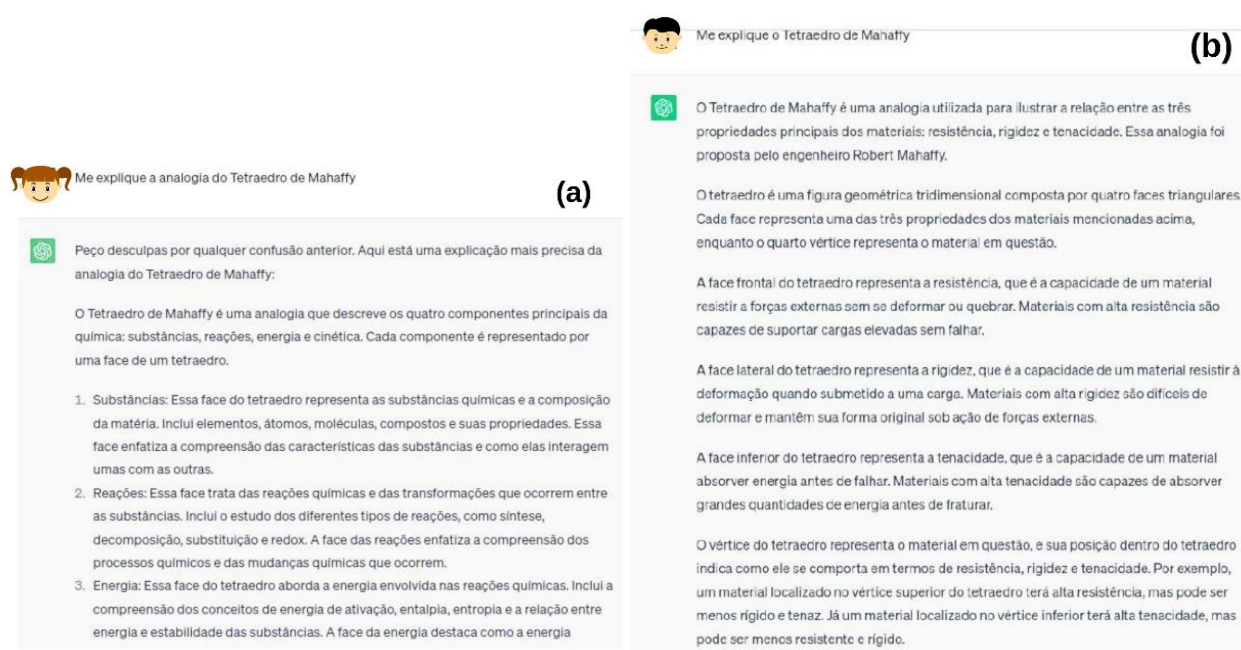 Me explique a analogia do Tetraedro de Mahaffy
(a)
Peço desculpas por qualquer confusão anterior. Aqui está uma explicação mais precisa da
analogia do Tetraedro de Mahaffy:
O Tetraedro de Mahaffy é uma analogia que descreve os quatro componentes principais da
química: substâncias, reações, energia e cinética. Cada componente é representado por
uma face de um tetraedro.
1. Substâncias: Essa face do tetraedro representa as substâncias químicas e a composição
da matéria. Inclui elementos, átomos, moléculas, compostos e suas propriedades. Essa
face enfatiza a compreensão das características das substâncias e como elas interagem
umas com as outras.
2. Reações: Essa face trata das reações químicas e das transformações que ocorrem entre
as substâncias. Inclui o estudo dos diferentes tipos de reações, como síntese,
decomposição, substituição e redox. A face das reações enfatiza a compreensão dos
processos químicos e das mudanças químicas que ocorrem.
3. Energia: Essa face do tetraedro aborda a energia envolvida nas reações químicas. Inclui a
compreensão dos conceitos de energia de ativação, entalpia, entropia e a relação entre
energia e estabilidade das substâncias. A face da energia destaca como a energia
Me explique o Tetraedro de Mahaffy
(b)
O Tetraedro de Mahaffy é uma analogia utilizada para ilustrar a relação entre as três
propriedades principais dos materiais: resistência, rigidez e tenacidade. Essa analogia foi
proposta pelo engenheiro Robert Mahaffy.
O tetraedro é uma figura geométrica tridimensional composta por quatro faces triangulares.
Cada face representa uma das três propriedades dos materiais mencionadas acima,
enquanto o quarto vértice representa o material em questão.
A face frontal do tetraedro representa a resistência, que é a capacidade de um material
resistir a forças externas sem se deformar ou quebrar. Materiais com alta resistência são
capazes de suportar cargas elevadas sem falhar.
A face lateral do tetraedro representa a rigidez, que é a capacidade de um material resistir à
deformação quando submetido a uma carga. Materiais com alta rigidez são difíceis de
deformar e mantêm sua forma original sob ação de forças externas.
A face inferior do tetraedro representa a tenacidade, que é a capacidade de um material
absorver energia antes de falhar. Materiais com alta tenacidade são capazes de absorver
grandes quantidades de energia antes de fraturar.
O vértice do tetraedro representa o material em questão, e sua posição dentro do tetraedro
indica como ele se comporta em termos de resistência, rigidez e tenacidade. Por exemplo,
um material localizado no vértice superior do tetraedro terá alta resistência, mas pode ser
menos rígido e tenaz. Já um material localizado no vértice inferior terá alta tenacidade, mas
pode ser menos resistente e rígido.